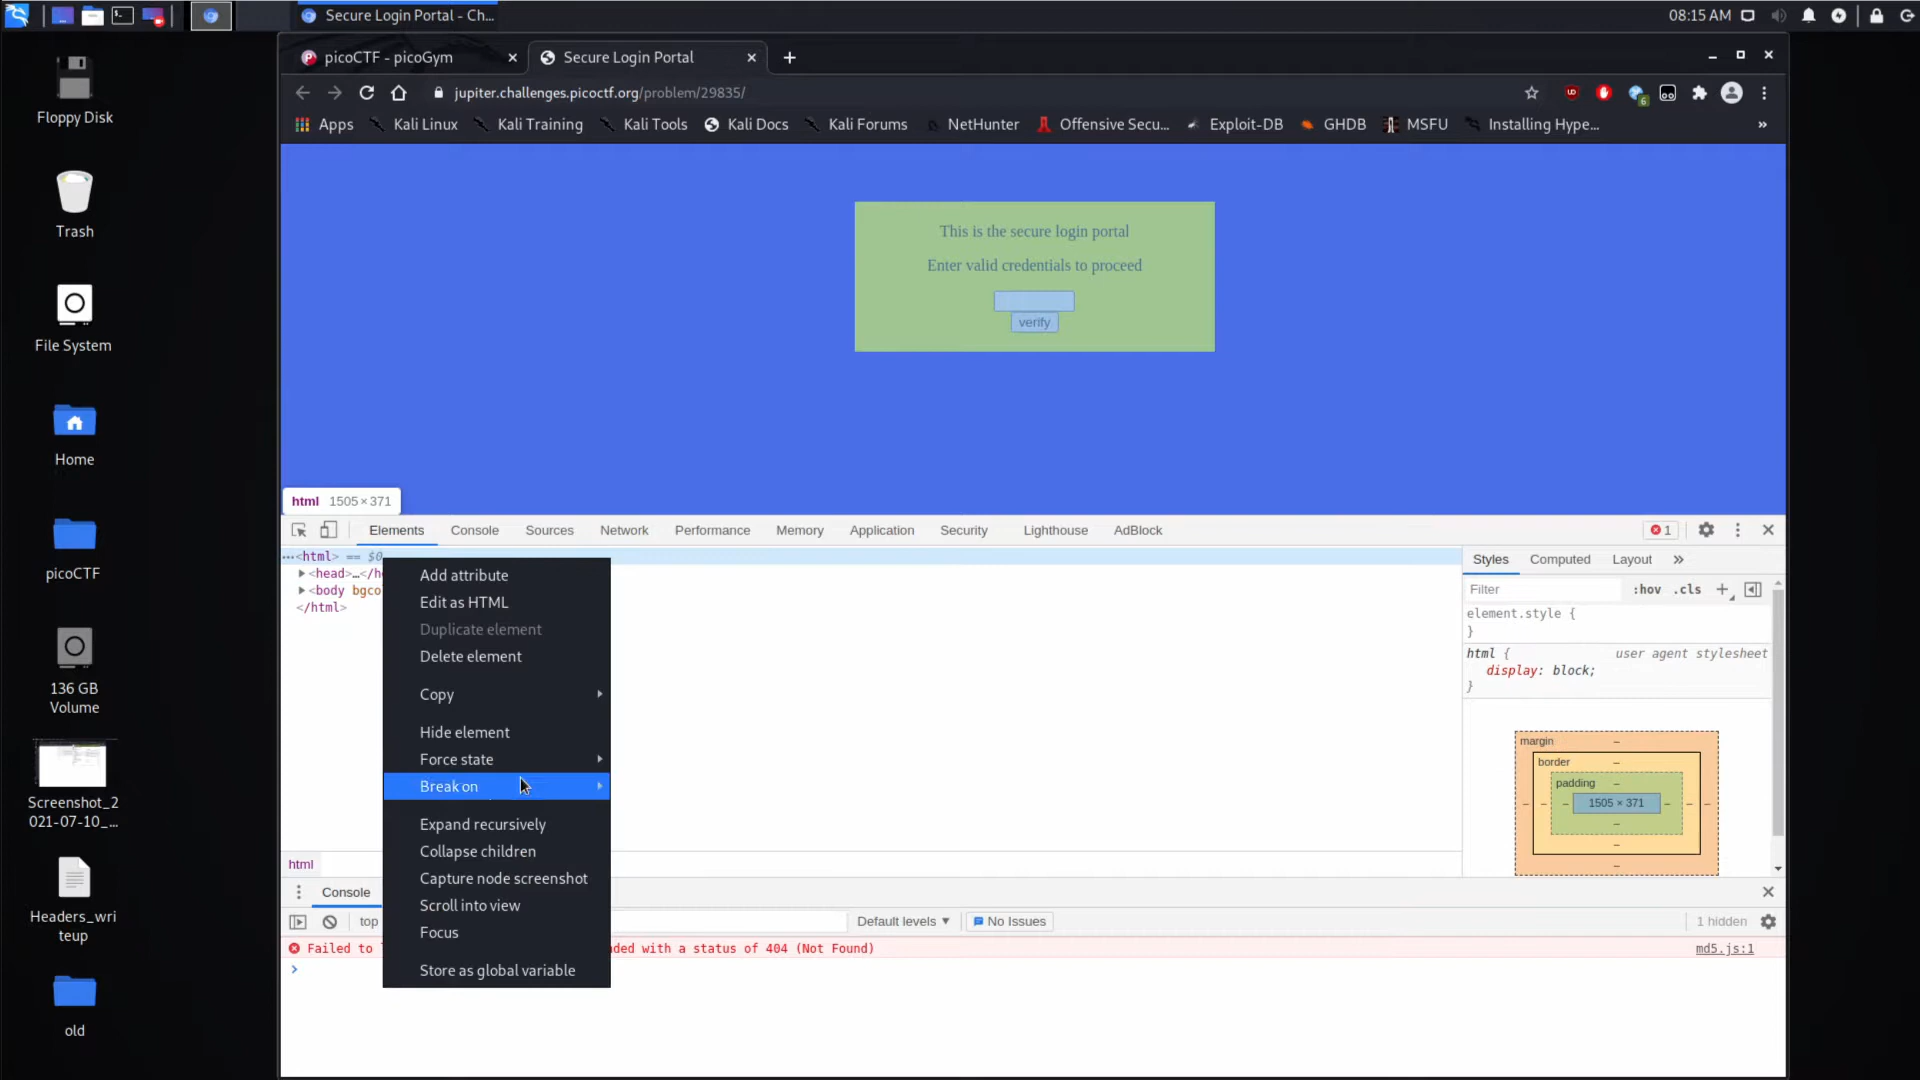 Secure Login Portal - Ch...
08:15 AM
Floppy Disk
Trash
File System
Home
picoCTF
136 GB
Volume
Screenshot_2
021-07-10_...
Headers_wri
teup
old
picoCTF - picoGym
Secure Login Portal
jupiter.challenges.picoctf.org/problem/29835/
6
Apps
Kali Linux
Kali Training
Kali Tools
Kali Docs
Kali Forums
NetHunter
Offensive Secu...
Exploit-DB
GHDB
MSFU
Installing Hype...
»
This is the secure login portal
Enter valid credentials to proceed
verify
html 1505×371
Elements
Console
Sources
Network
Performance
Memory
Application
Security
Lighthouse
AdBlock
1
…<html> == $0
<head>…</h
<body bgco
</html>
Add attribute
Edit as HTML
Duplicate element
Delete element
Copy
Hide element
Force state
Break on
Expand recursively
Collapse children
Capture node screenshot
Scroll into view
Focus
Store as global variable
Styles
Computed
Layout
»
Filter
:hov .cls
element.style {
}
html { user agent stylesheet
display: block;
}
margin –
border –
padding –
– – – 1505 × 371 – – –
–
–
–
html
Console
top
Default levels
No Issues
1 hidden
Failed to
ded with a status of 404 (Not Found)
md5.js:1